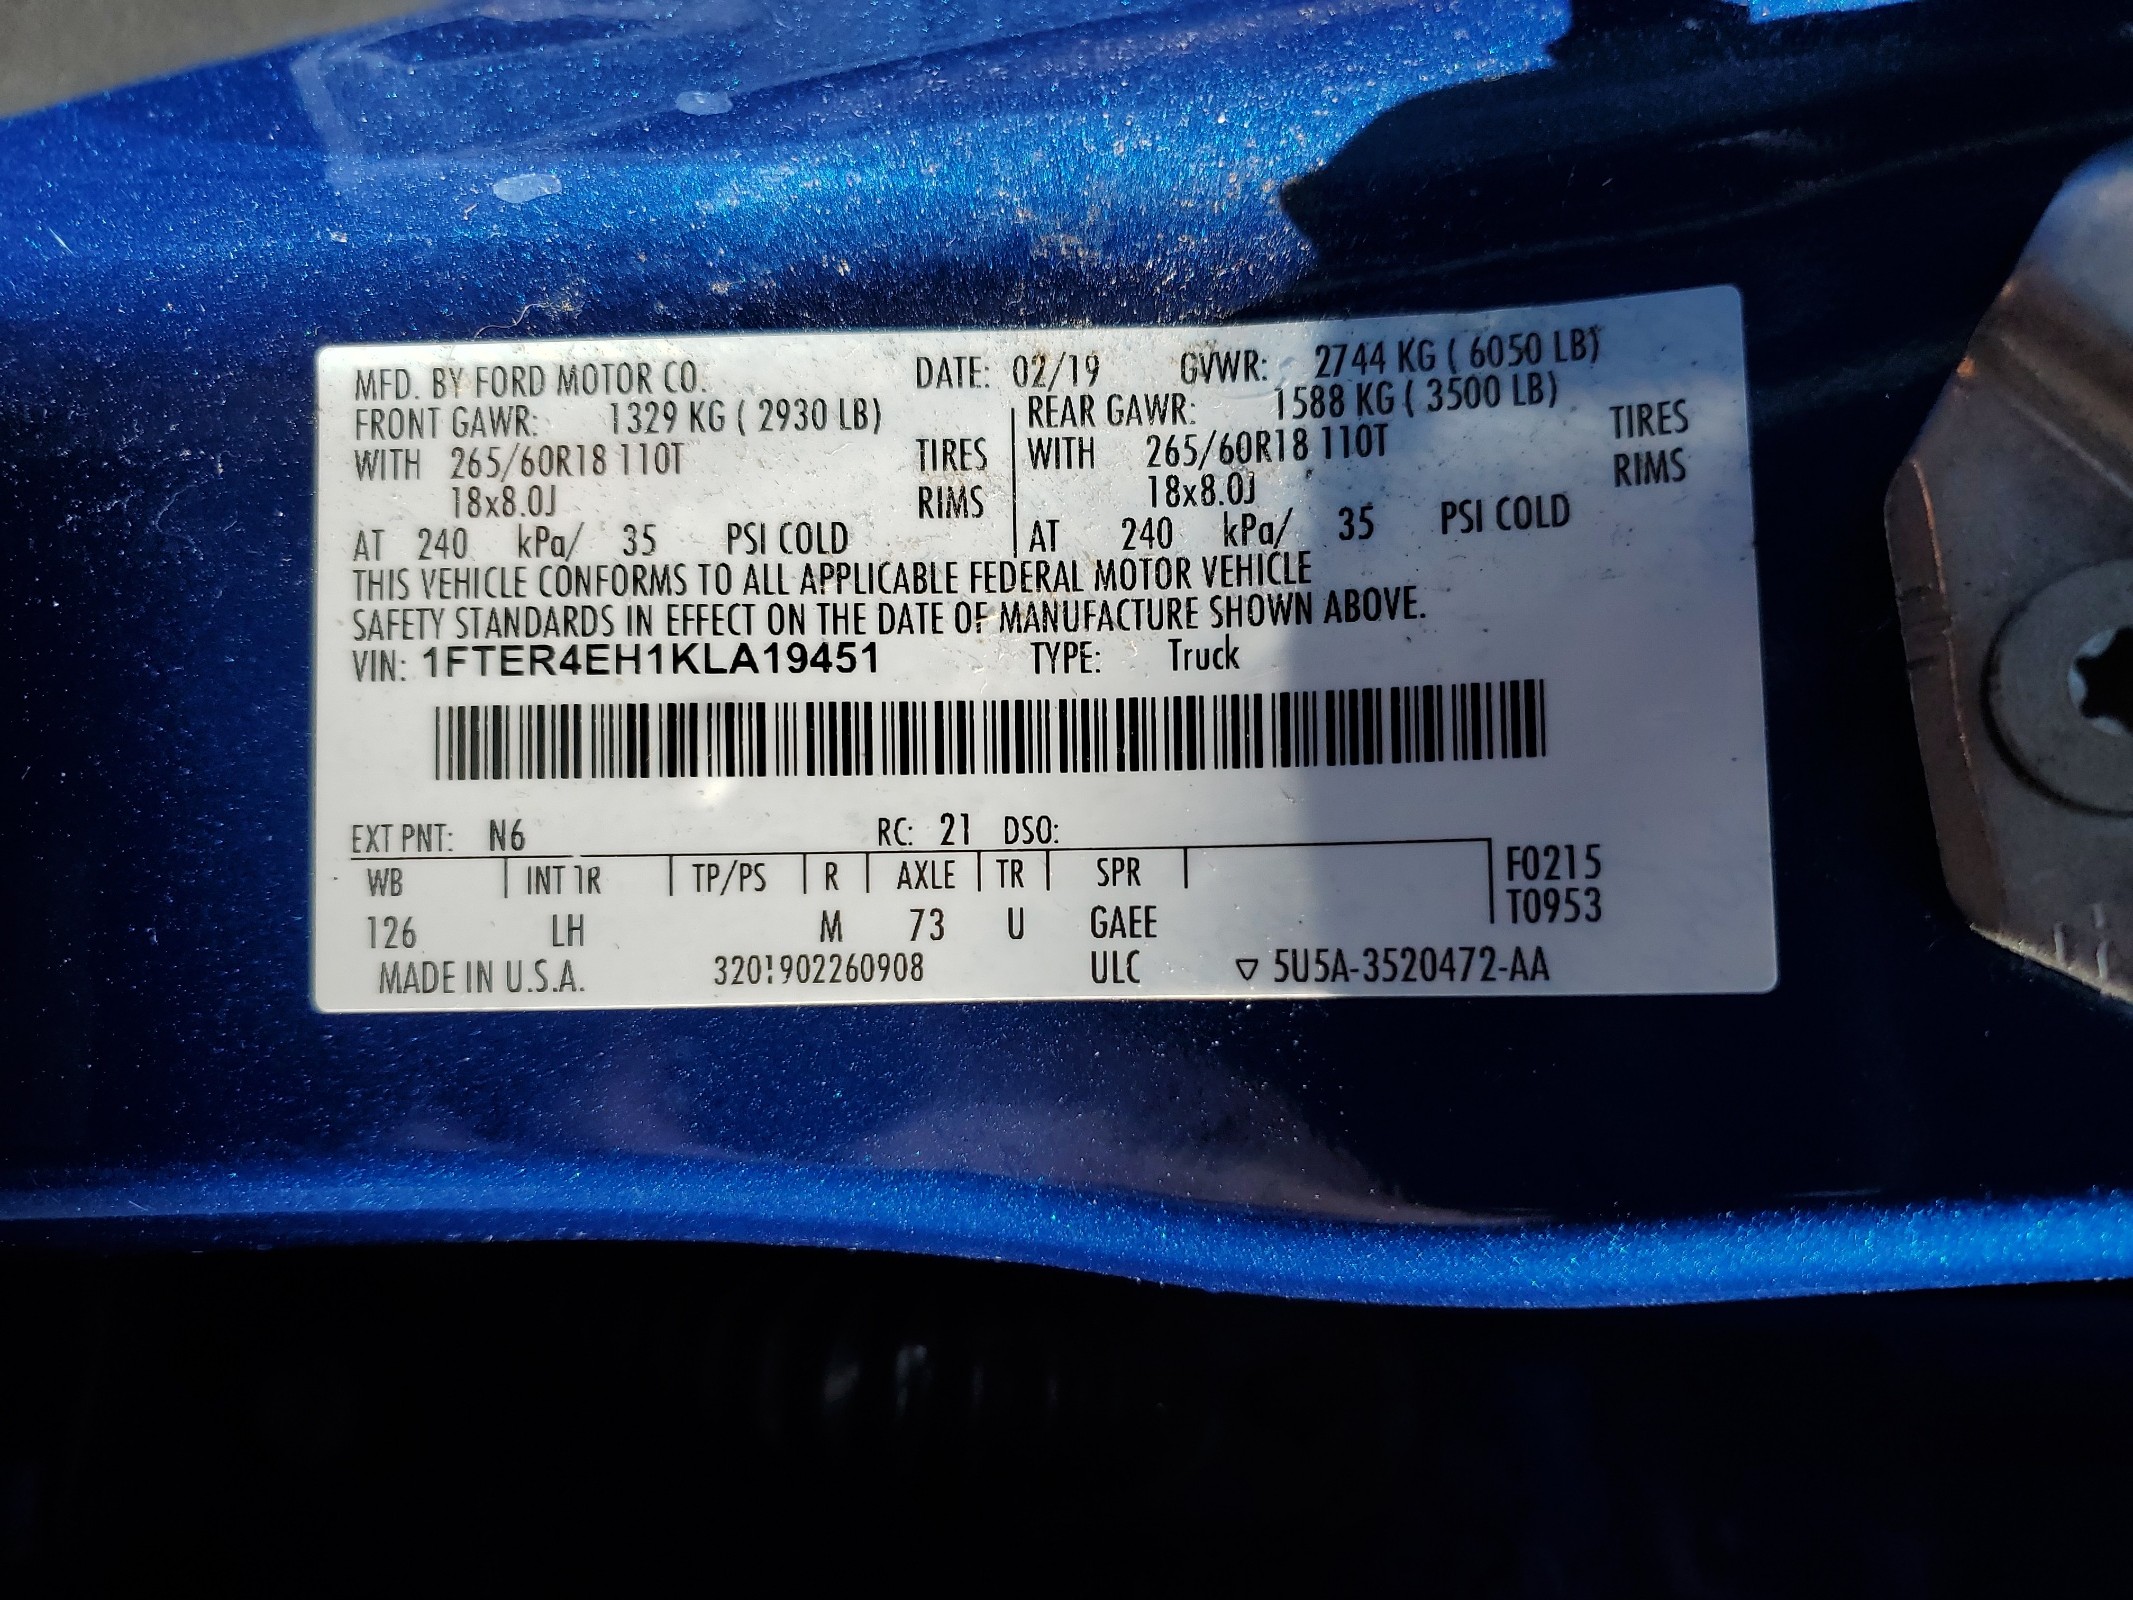 MFD. BY FORD MOTOR CO. DATE: 02/19 GVWR: 2744 KG ( 6050 LB)
FRONT GAWR: 1329 KG ( 2930 LB) REAR GAWR: 1588 KG ( 3500 LB)
WITH 265/60R18 110T TIRES WITH 265/60R18 110T TIRES
18x8.0J RIMS 18x8.0J RIMS
AT 240 kPa/ 35 PSI COLD AT 240 kPa/ 35 PSI COLD
THIS VEHICLE CONFORMS TO ALL APPLICABLE FEDERAL MOTOR VEHICLE
SAFETY STANDARDS IN EFFECT ON THE DATE OF MANUFACTURE SHOWN ABOVE.
VIN: 1FTER4EH1KLA19451 TYPE: Truck
EXT PNT: N6 RC: 21 DSO:
WB INT TR TP/PS R AXLE TR SPR F0215
T0953
126 LH M 73 U GAEE
MADE IN U.S.A. 3201902260908 ULC ▽ 5U5A-3520472-AA